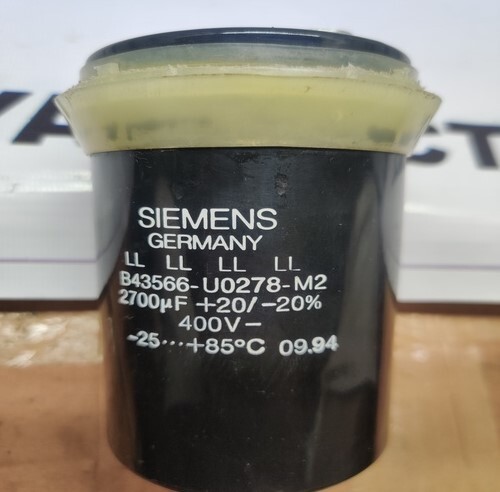 SIEMENS
GERMANY
LL LL LL LL
B43566-U0278-M2
2700µF +20/-20%
400V-
-25...+85°C 09.94